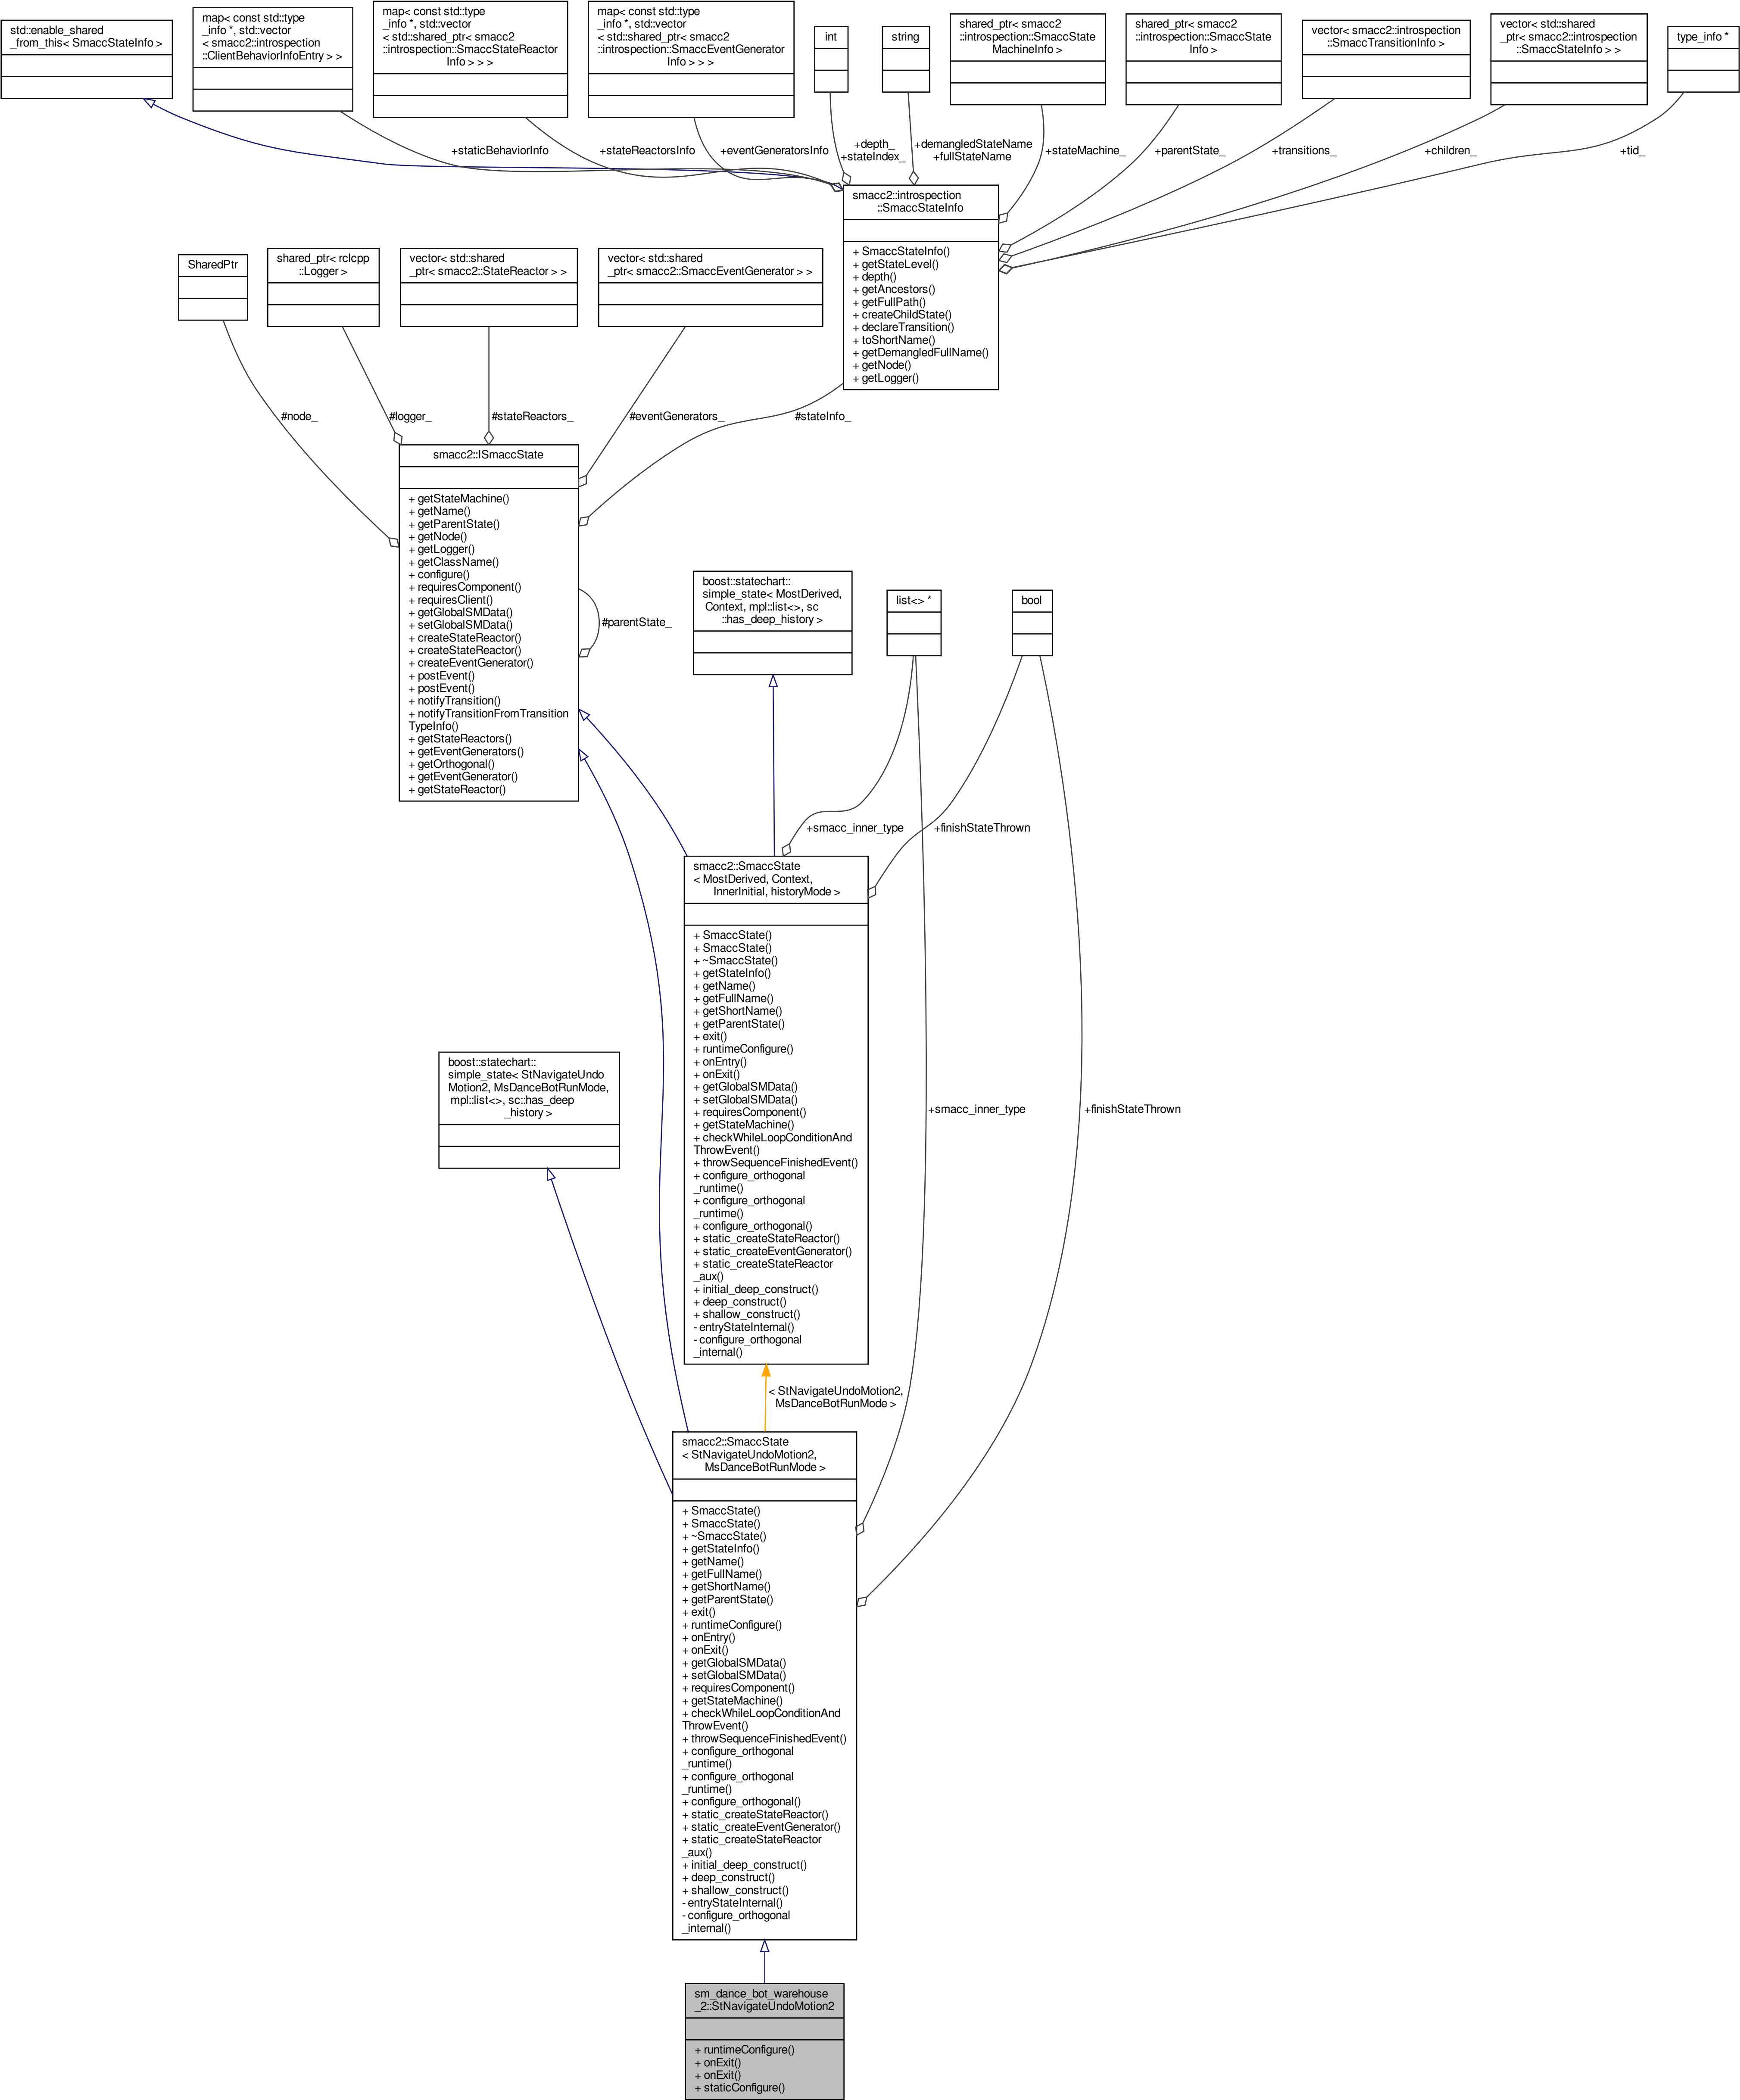 std::enable_shared
_from_this< SmaccStateInfo >
map< const std::type
_info *, std::vector
< smacc2::introspection
::ClientBehaviorInfoEntry > >
map< const std::type
_info *, std::vector
< std::shared_ptr< smacc2
::introspection::SmaccStateReactor
Info > > >
map< const std::type
_info *, std::vector
< std::shared_ptr< smacc2
::introspection::SmaccEventGenerator
Info > > >
int
string
shared_ptr< smacc2
::introspection::SmaccState
MachineInfo >
shared_ptr< smacc2
::introspection::SmaccState
Info >
vector< smacc2::introspection
::SmaccTransitionInfo >
vector< std::shared
_ptr< smacc2::introspection
::SmaccStateInfo > >
type_info *
+staticBehaviorInfo
+stateReactorsInfo
+eventGeneratorsInfo
+depth_
+stateIndex_
+demangledStateName
+fullStateName
+stateMachine_
+parentState_
+transitions_
+children_
+tid_
smacc2::introspection
::SmaccStateInfo
+ SmaccStateInfo()
+ getStateLevel()
+ depth()
+ getAncestors()
+ getFullPath()
+ createChildState()
+ declareTransition()
+ toShortName()
+ getDemangledFullName()
+ getNode()
+ getLogger()
SharedPtr
shared_ptr< rclcpp
::Logger >
vector< std::shared
_ptr< smacc2::StateReactor > >
vector< std::shared
_ptr< smacc2::SmaccEventGenerator > >
#node_
#logger_
#stateReactors_
#eventGenerators_
#stateInfo_
smacc2::ISmaccState
+ getStateMachine()
+ getName()
+ getParentState()
+ getNode()
+ getLogger()
+ getClassName()
+ configure()
+ requiresComponent()
+ requiresClient()
+ getGlobalSMData()
+ setGlobalSMData()
+ createStateReactor()
+ createStateReactor()
+ createEventGenerator()
+ postEvent()
+ postEvent()
+ notifyTransition()
+ notifyTransitionFromTransition
TypeInfo()
+ getStateReactors()
+ getEventGenerators()
+ getOrthogonal()
+ getEventGenerator()
+ getStateReactor()
#parentState_
boost::statechart::
simple_state< MostDerived,
Context, mpl::list<>, sc
::has_deep_history >
list<> *
bool
+smacc_inner_type
+finishStateThrown
smacc2::SmaccState
< MostDerived, Context,
InnerInitial, historyMode >
+ SmaccState()
+ SmaccState()
+ ~SmaccState()
+ getStateInfo()
+ getName()
+ getFullName()
+ getShortName()
+ getParentState()
+ exit()
+ runtimeConfigure()
+ onEntry()
+ onExit()
+ getGlobalSMData()
+ setGlobalSMData()
+ requiresComponent()
+ getStateMachine()
+ checkWhileLoopConditionAnd
ThrowEvent()
+ throwSequenceFinishedEvent()
+ configure_orthogonal
_runtime()
+ configure_orthogonal
_runtime()
+ configure_orthogonal()
+ static_createStateReactor()
+ static_createEventGenerator()
+ static_createStateReactor
_aux()
+ initial_deep_construct()
+ deep_construct()
+ shallow_construct()
- entryStateInternal()
- configure_orthogonal
_internal()
boost::statechart::
simple_state< StNavigateUndo
Motion2, MsDanceBotRunMode,
mpl::list<>, sc::has_deep
_history >
+smacc_inner_type
+finishStateThrown
< StNavigateUndoMotion2,
MsDanceBotRunMode >
smacc2::SmaccState
< StNavigateUndoMotion2,
MsDanceBotRunMode >
+ SmaccState()
+ SmaccState()
+ ~SmaccState()
+ getStateInfo()
+ getName()
+ getFullName()
+ getShortName()
+ getParentState()
+ exit()
+ runtimeConfigure()
+ onEntry()
+ onExit()
+ getGlobalSMData()
+ setGlobalSMData()
+ requiresComponent()
+ getStateMachine()
+ checkWhileLoopConditionAnd
ThrowEvent()
+ throwSequenceFinishedEvent()
+ configure_orthogonal
_runtime()
+ configure_orthogonal
_runtime()
+ configure_orthogonal()
+ static_createStateReactor()
+ static_createEventGenerator()
+ static_createStateReactor
_aux()
+ initial_deep_construct()
+ deep_construct()
+ shallow_construct()
- entryStateInternal()
- configure_orthogonal
_internal()
sm_dance_bot_warehouse
_2::StNavigateUndoMotion2
+ runtimeConfigure()
+ onExit()
+ onExit()
+ staticConfigure()